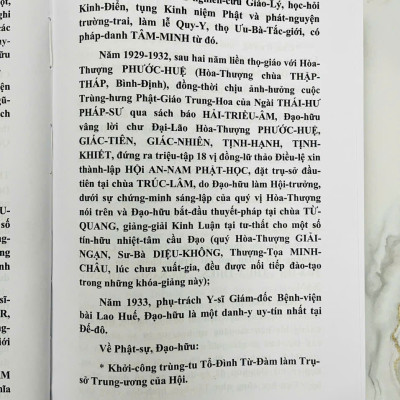 Kinh-Điển, tụng Kinh niệm Phật và phát-nguyện
trường-trai, làm lễ Quy-Y, thọ Ưu-Bà-Tắc-giới, có
pháp-danh TÂM-MINH từ đó.
Năm 1929-1932, sau hai năm liền thọ-giáo với Hòa-
Thượng PHƯỚC-HUỆ (Hòa-Thượng chùa THẬP-
THÁP, Bình-Định), đồng-thời chịu ảnh-hưởng cuộc
Trùng-hưng Phật-Giáo Trung-Hoa của Ngài THÁI-HƯ
PHÁP-SƯ qua sách báo HẢI-TRIỀU-ÂM, Đạo-hữu
vâng lời chư Đại-Lão Hòa-Thượng PHƯỚC-HUỆ,
GIÁC-TIÊN, GIÁC-NHIÊN, TỊNH-HẠNH, TỊNH-
KHIẾT, đứng ra triệu-tập 18 vị đồng-lữ thảo Điều-lệ xin
thành-lập HỘI AN-NAM PHẬT-HỌC, đặt trụ-sở đầu-
tiên tại chùa TRÚC-LÂM, do Đạo-hữu làm Hội-trưởng,
dưới sự chứng-minh sáng-lập của quý vị Hòa-Thượng
nói trên và Đạo-hữu bắt-đầu thuyết-pháp tại chùa TỪ-
QUANG, giảng-giải Kinh Luận tại tư-thất cho một số
tín-hữu nhiệt-tâm cầu Đạo (quý Hòa-Thượng GIẢI-
NGẠN, Sư-Bà DIỆU-KHÔNG, Thượng-Tọa MINH-
CHÂU, lúc chưa xuất-gia, đều được nối tiếp đào-tạo
trong những khóa-giảng này);
Năm 1933, phụ-trách Y-sĩ Giám-đốc Bệnh-viện
bài Lao Huế, Đạo-hữu là một danh-y uy-tín nhất tại
Đế-đô.
Về Phật-sự, Đạo-hữu:
* Khởi-công trùng-tu Tổ-Đình Từ-Đàm làm Trụ-
sở Trung-ương của Hội.